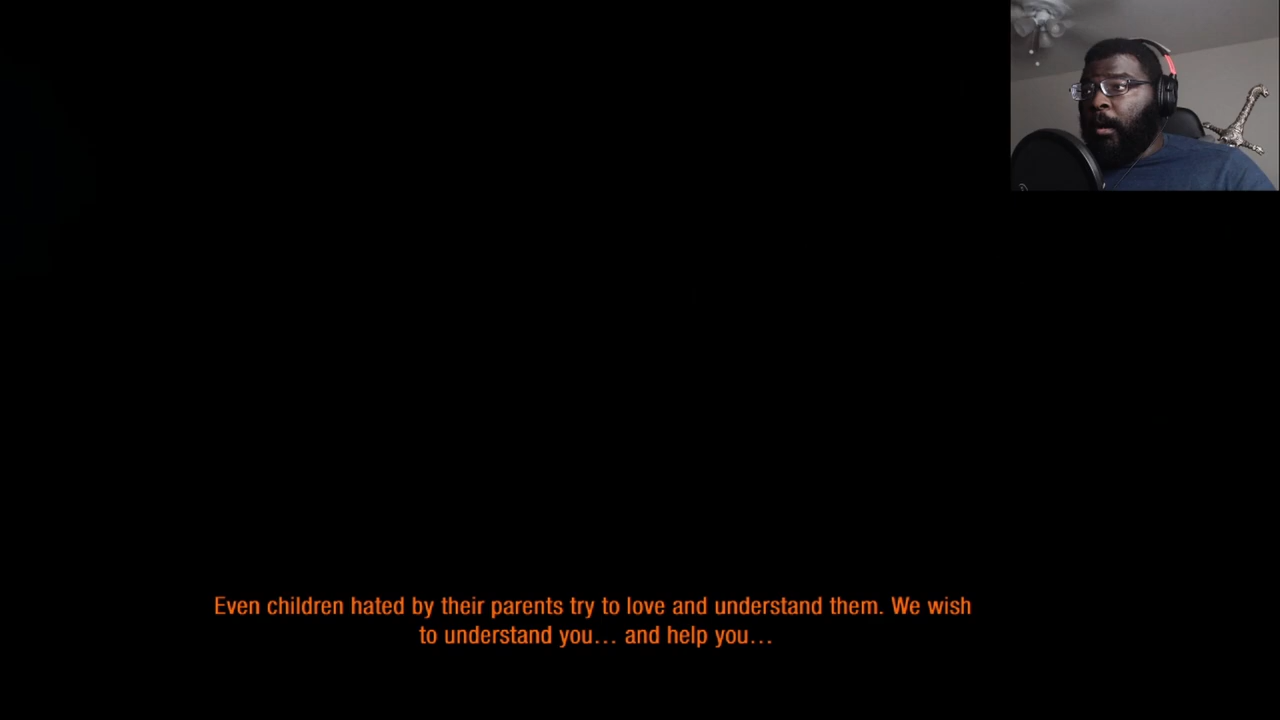 Even children hated by their parents try to love and understand them. We wish
to understand you... and help you...